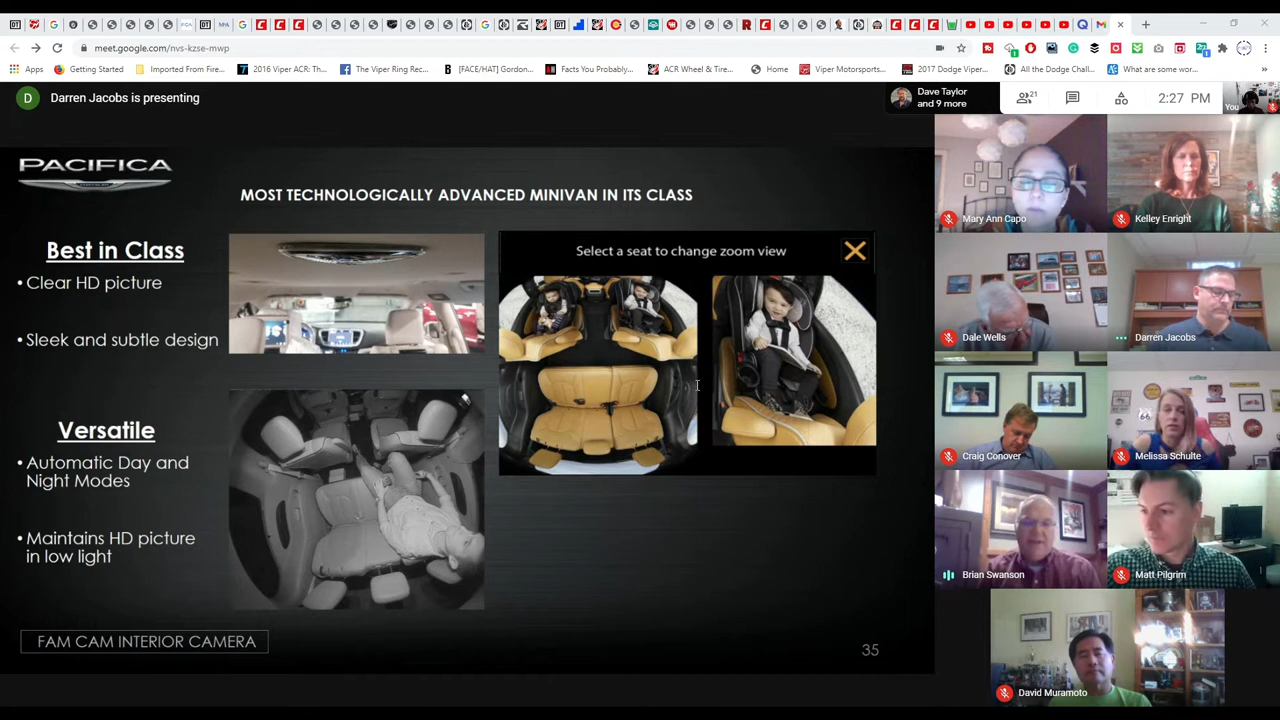 meet.google.com/nvs-kzse-mwp
Apps
Getting Started
Imported From Fire...
2016 Viper ACR: Th...
The Viper Ring Rec...
[FACE/HAT] Gordon...
Facts You Probably...
ACR Wheel & Tire...
Home
Viper Motorsports...
2017 Dodge Viper...
All the Dodge Chall...
What are some wor...
D
Darren Jacobs is presenting
Dave Taylor
and 9 more
21
2:27 PM
You
PACIFICA
MOST TECHNOLOGICALLY ADVANCED MINIVAN IN ITS CLASS
Best in Class
• Clear HD picture
• Sleek and subtle design
Select a seat to change zoom view
Versatile
• Automatic Day and
Night Modes
• Maintains HD picture
in low light
FAM CAM INTERIOR CAMERA
35
Mary Ann Capo
Kelley Enright
Dale Wells
Darren Jacobs
Craig Conover
Melissa Schulte
Brian Swanson
Matt Pilgrim
David Muramoto